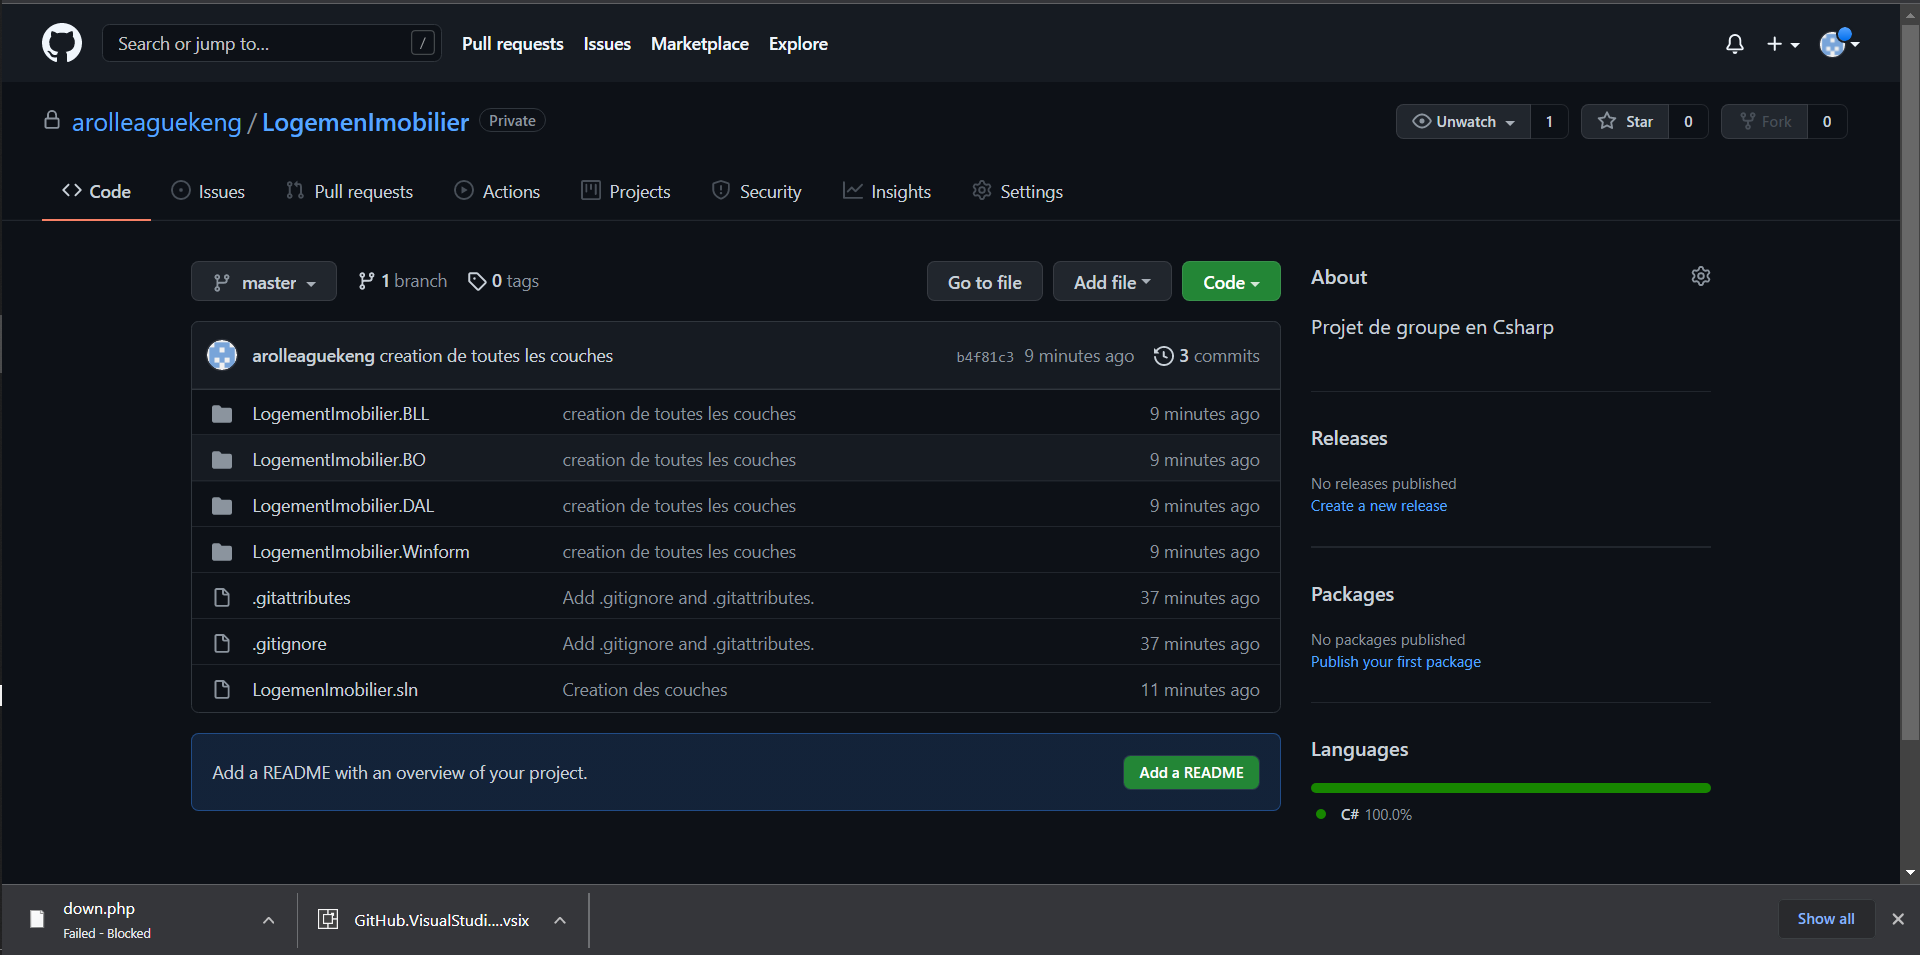 Search or jump to... /
Pull requests Issues Marketplace Explore
arolleaguekeng / LogemenImobilier Private
Unwatch 1 Star 0 Fork 0
Code Issues Pull requests Actions Projects Security Insights Settings
master 1 branch 0 tags Go to file Add file Code
arolleaguekeng creation de toutes les couches b4f81c3 9 minutes ago 3 commits
LogementImobilier.BLL creation de toutes les couches 9 minutes ago
LogementImobilier.BO creation de toutes les couches 9 minutes ago
LogementImobilier.DAL creation de toutes les couches 9 minutes ago
LogementImobilier.Winform creation de toutes les couches 9 minutes ago
.gitattributes Add .gitignore and .gitattributes. 37 minutes ago
.gitignore Add .gitignore and .gitattributes. 37 minutes ago
LogemenImobilier.sln Creation des couches 11 minutes ago
Add a README with an overview of your project. Add a README
About
Projet de groupe en Csharp
Releases
No releases published
Create a new release
Packages
No packages published
Publish your first package
Languages
C# 100.0%
down.php
Failed - Blocked
GitHub.VisualStudi....vsix
Show all